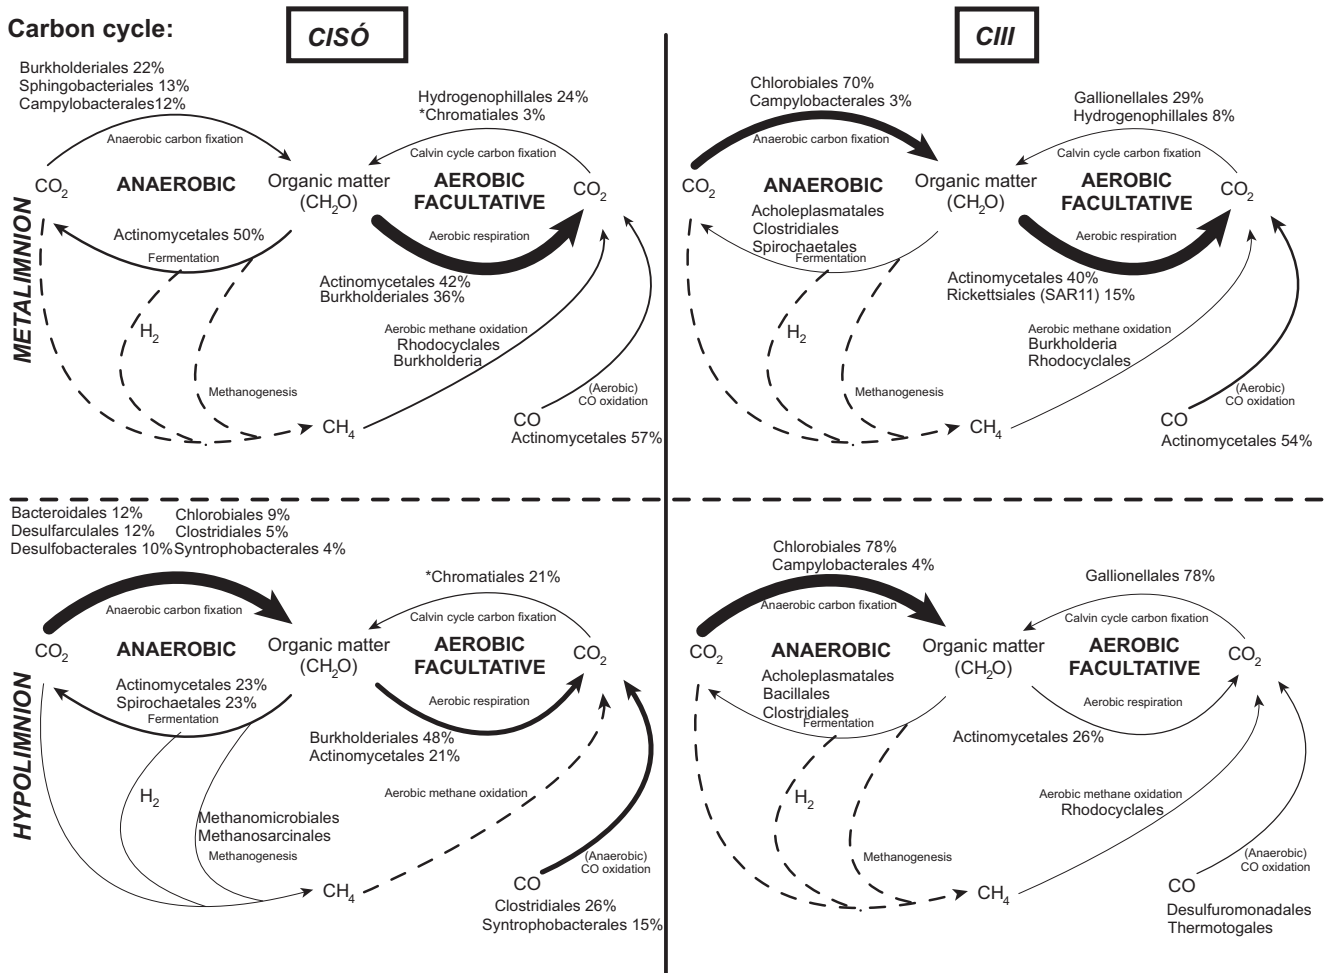 Carbon cycle:
CISÓ
CIII
METALIMNION
Burkholderiales 22%
Sphingobacteriales 13%
Campylobacterales12%
Anaerobic carbon fixation
Hydrogenophillales 24%
*Chromatiales 3%
Calvin cycle carbon fixation
CO2
ANAEROBIC
Organic matter
(CH2O)
AEROBIC
FACULTATIVE
CO2
Actinomycetales 50%
Fermentation
Aerobic respiration
Actinomycetales 42%
Burkholderiales 36%
H2
Aerobic methane oxidation
Rhodocyclales
Burkholderia
Methanogenesis
(Aerobic)
CO oxidation
CH4
CO
Actinomycetales 57%
Chlorobiales 70%
Campylobacterales 3%
Anaerobic carbon fixation
Gallionellales 29%
Hydrogenophillales 8%
Calvin cycle carbon fixation
CO2
ANAEROBIC
Organic matter
(CH2O)
AEROBIC
FACULTATIVE
CO2
Acholeplasmatales
Clostridiales
Spirochaetales
Fermentation
Aerobic respiration
Actinomycetales 40%
Rickettsiales (SAR11) 15%
H2
Aerobic methane oxidation
Burkholderia
Rhodocyclales
Methanogenesis
(Aerobic)
CO oxidation
CH4
CO
Actinomycetales 54%
HYPOLIMNION
Bacteroidales 12% Chlorobiales 9%
Desulfarculales 12% Clostridiales 5%
Desulfobacterales 10% Syntrophobacterales 4%
Anaerobic carbon fixation
*Chromatiales 21%
Calvin cycle carbon fixation
CO2
ANAEROBIC
Organic matter
(CH2O)
AEROBIC
FACULTATIVE
CO2
Actinomycetales 23%
Spirochaetales 23%
Fermentation
Aerobic respiration
Burkholderiales 48%
Actinomycetales 21%
H2
Aerobic methane oxidation
Methanomicrobiales
Methanosarcinales
Methanogenesis
(Anaerobic)
CO oxidation
CH4
CO
Clostridiales 26%
Syntrophobacterales 15%
Chlorobiales 78%
Campylobacterales 4%
Anaerobic carbon fixation
Gallionellales 78%
Calvin cycle carbon fixation
CO2
ANAEROBIC
Organic matter
(CH2O)
AEROBIC
FACULTATIVE
CO2
Acholeplasmatales
Bacillales
Clostridiales
Fermentation
Aerobic respiration
Actinomycetales 26%
H2
Aerobic methane oxidation
Rhodocyclales
Methanogenesis
(Anaerobic)
CO oxidation
CH4
CO
Desulfuromonadales
Thermotogales